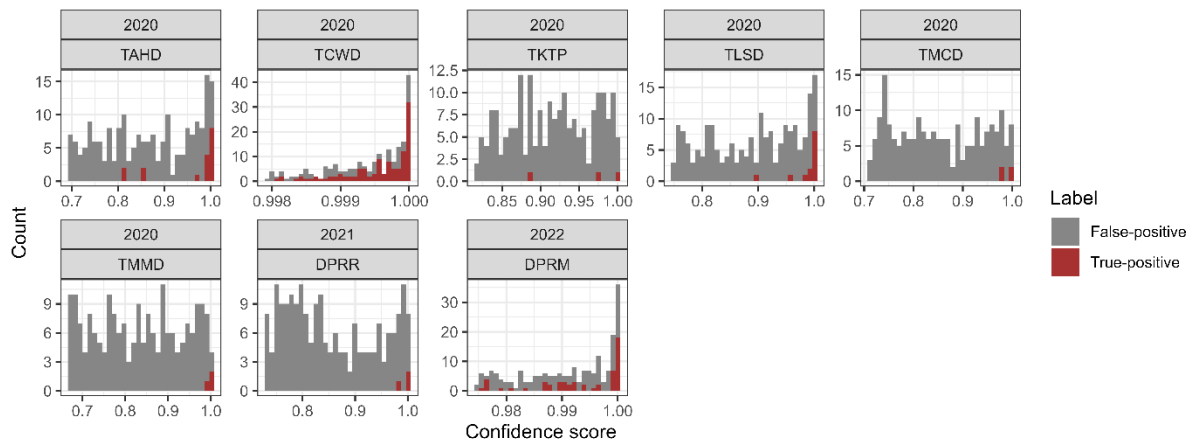 2020 2020 2020 2020 2020
TAHD TCWD TKTP TLSD TMCD
15 10 5 0
40 30 20 10 0
12.5 10.0 7.5 5.0 2.5 0.0
15 10 5 0
15 10 5 0
0.7 0.8 0.9 1.0
0.998 0.999 1.000
0.85 0.90 0.95 1.00
0.8 0.9 1.0
0.7 0.8 0.9 1.0
2020 2021 2022
TMMD DPRR DPRM
9 6 3 0
9 6 3 0
30 20 10 0
0.7 0.8 0.9 1.0
0.8 0.9 1.0
0.98 0.99 1.00
Count
Confidence score
Label
False-positive
True-positive